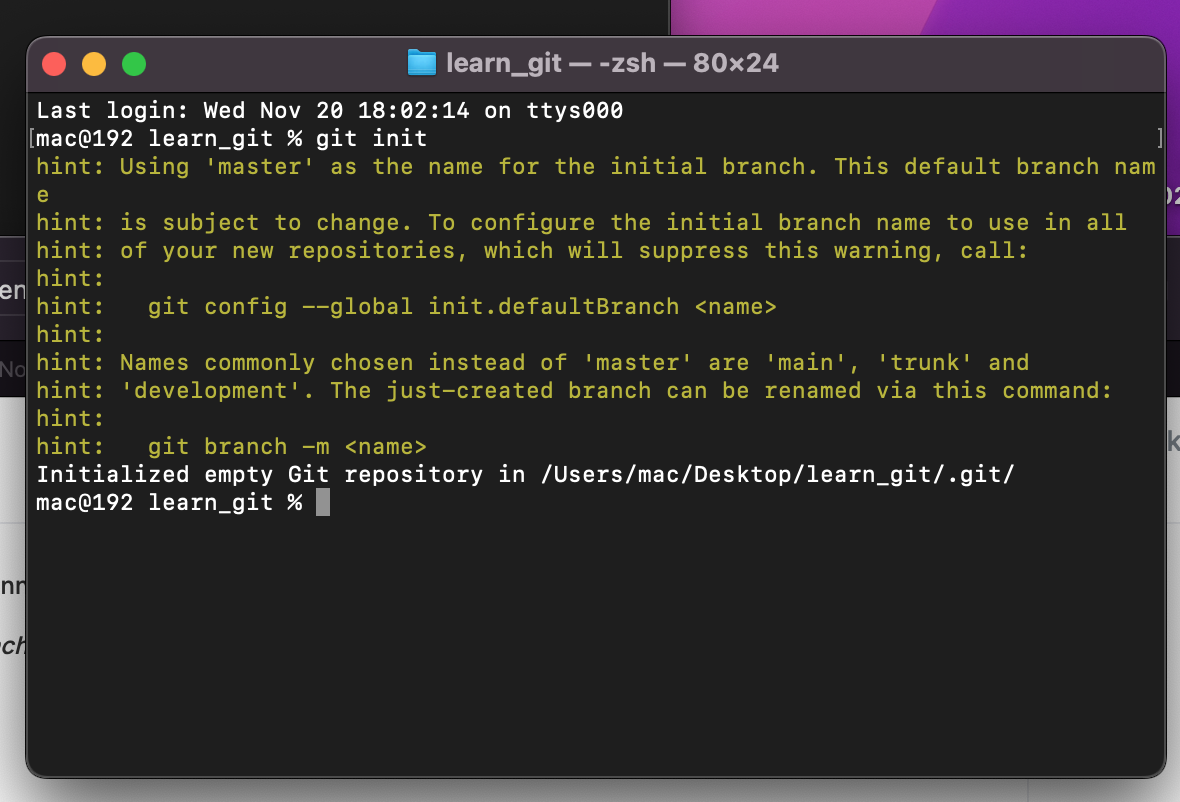 learn_git — -zsh — 80×24
Last login: Wed Nov 20 18:02:14 on ttys000
[mac@192 learn_git % git init ]
hint: Using 'master' as the name for the initial branch. This default branch nam
e
hint: is subject to change. To configure the initial branch name to use in all
hint: of your new repositories, which will suppress this warning, call:
hint:
hint:   git config --global init.defaultBranch <name>
hint:
hint: Names commonly chosen instead of 'master' are 'main', 'trunk' and
hint: 'development'. The just-created branch can be renamed via this command:
hint:
hint:   git branch -m <name>
Initialized empty Git repository in /Users/mac/Desktop/learn_git/.git/
mac@192 learn_git %